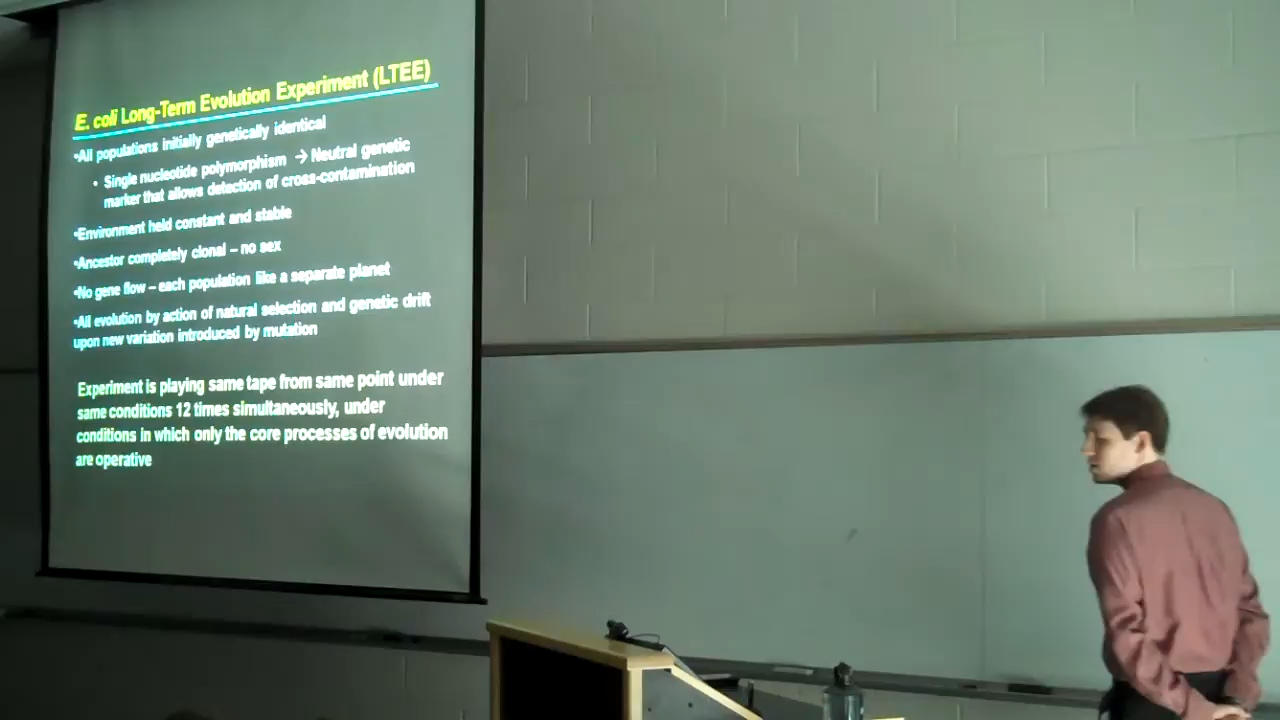 E. coli Long-Term Evolution Experiment (LTEE)
•All populations initially genetically identical
• Single nucleotide polymorphism → Neutral genetic
marker that allows detection of cross-contamination
•Environment held constant and stable
•Ancestor completely clonal – no sex
•No gene flow – each population like a separate planet
•All evolution by action of natural selection and genetic drift
upon new variation introduced by mutation
Experiment is playing same tape from same point under
same conditions 12 times simultaneously, under
conditions in which only the core processes of evolution
are operative